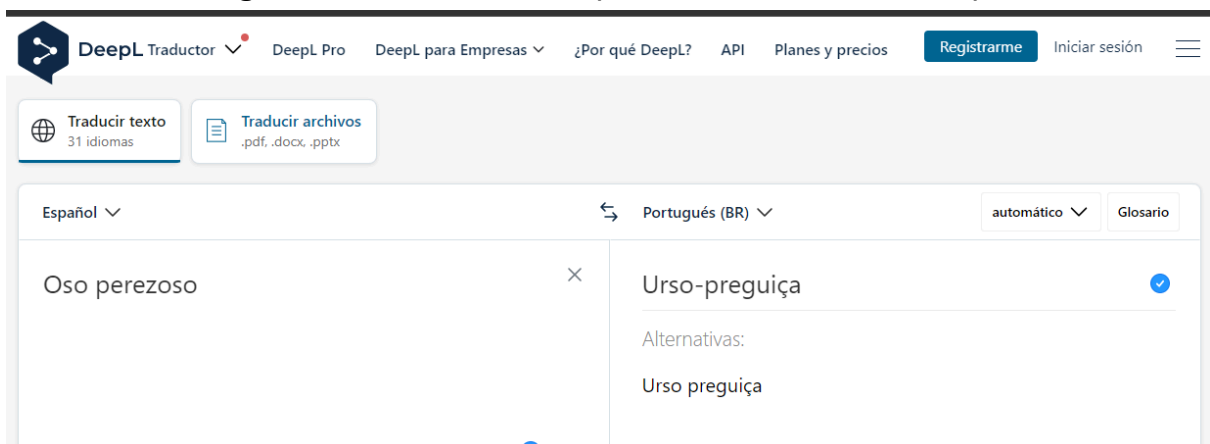 DeepL Traductor DeepL Pro DeepL para Empresas ¿Por qué DeepL? API Planes y precios Registrarme Iniciar sesión
Traducir texto
31 idiomas
Traducir archivos
.pdf, .docx, .pptx
Español Portugués (BR) automático Glosario
Oso perezoso
Urso-preguiça
Alternativas:
Urso preguiça